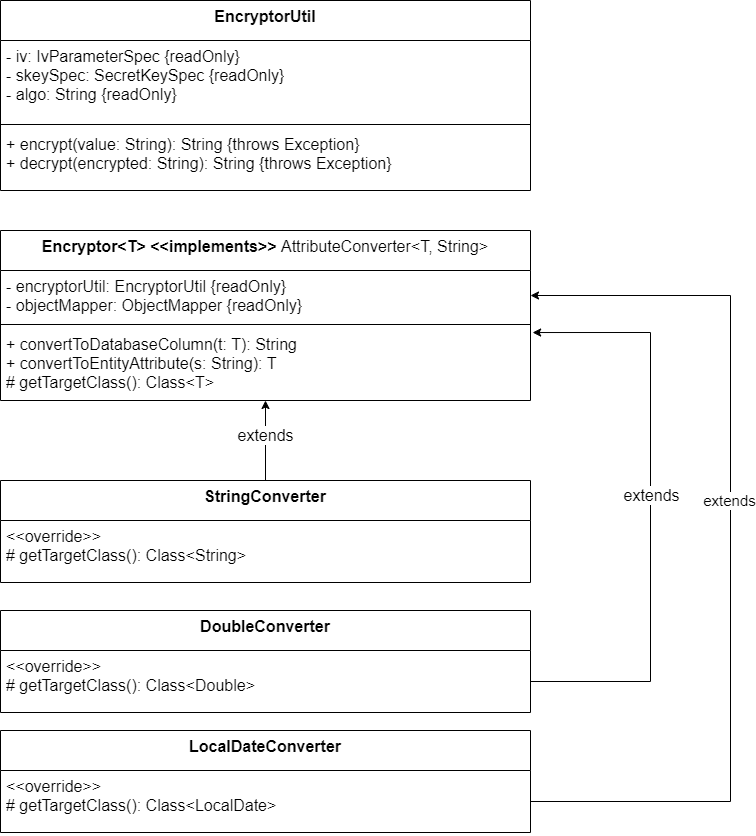 EncryptorUtil
- iv: IvParameterSpec {readOnly}
- skeySpec: SecretKeySpec {readOnly}
- algo: String {readOnly}
+ encrypt(value: String): String {throws Exception}
+ decrypt(encrypted: String): String {throws Exception}
Encryptor<T> <<implements>> AttributeConverter<T, String>
- encryptorUtil: EncryptorUtil {readOnly}
- objectMapper: ObjectMapper {readOnly}
+ convertToDatabaseColumn(t: T): String
+ convertToEntityAttribute(s: String): T
# getTargetClass(): Class<T>
extends
StringConverter
<<override>>
# getTargetClass(): Class<String>
extends
extends
DoubleConverter
<<override>>
# getTargetClass(): Class<Double>
LocalDateConverter
<<override>>
# getTargetClass(): Class<LocalDate>